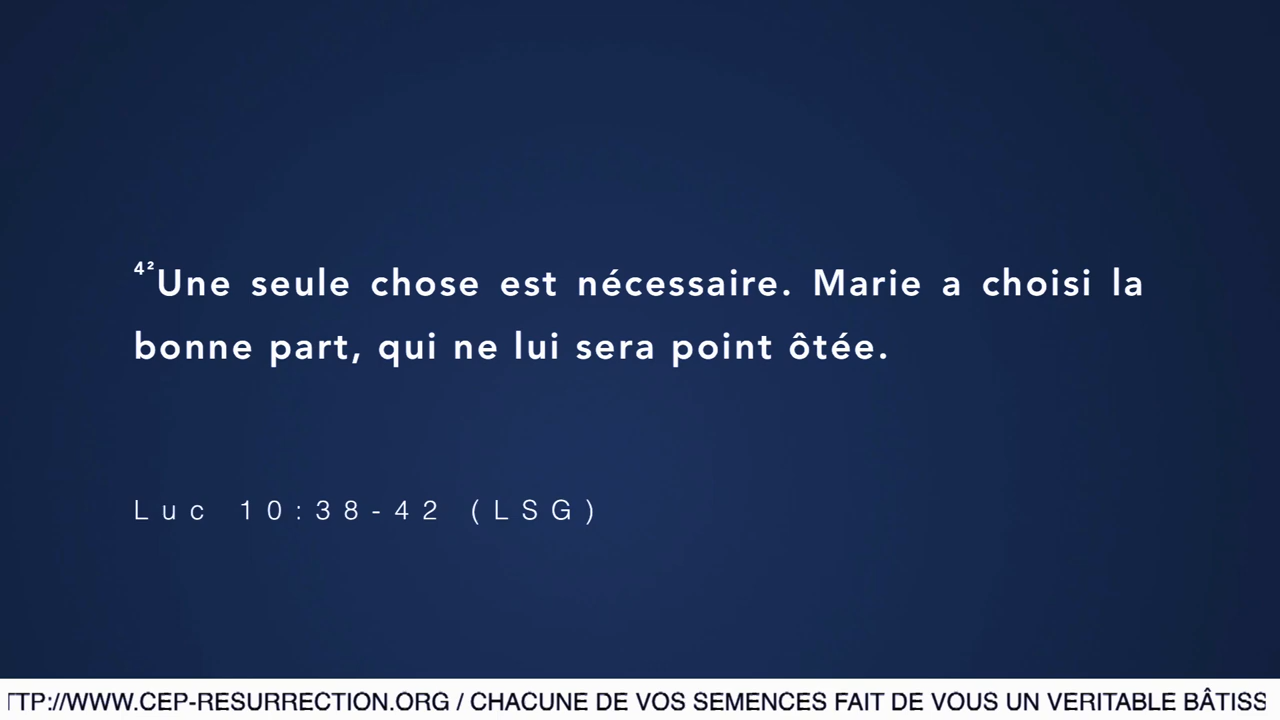 ⁴²Une seule chose est nécessaire. Marie a choisi la
bonne part, qui ne lui sera point ôtée.
Luc 10:38-42 (LSG)
TTP://WWW.CEP-RESURRECTION.ORG / CHACUNE DE VOS SEMENCES FAIT DE VOUS UN VERITABLE BÂTISS